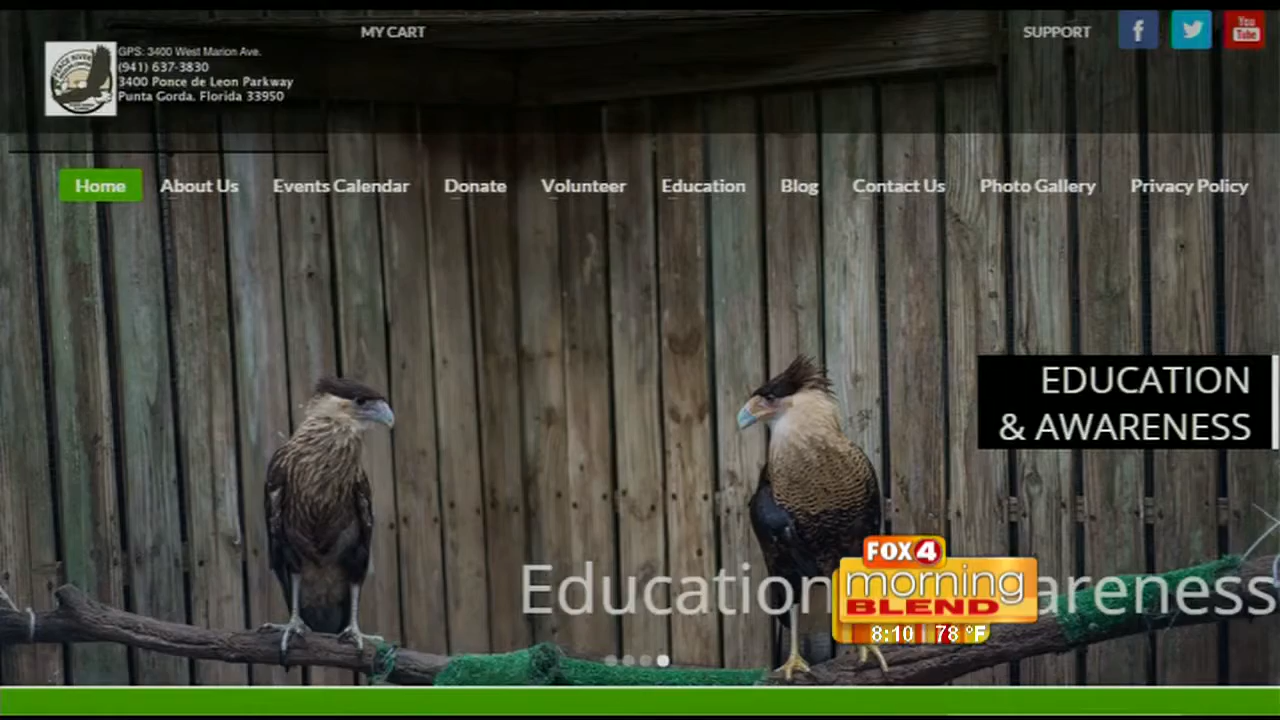 MY CART
SUPPORT
f
You
Tube
GPS: 3400 West Marion Ave.
(941) 637-3830
3400 Ponce de Leon Parkway
Punta Gorda. Florida 33950
Home About Us Events Calendar Donate Volunteer Education Blog Contact Us Photo Gallery Privacy Policy
EDUCATION
& AWARENESS
Education areness
FOX 4
morning
BLEND
8:10 78 °F